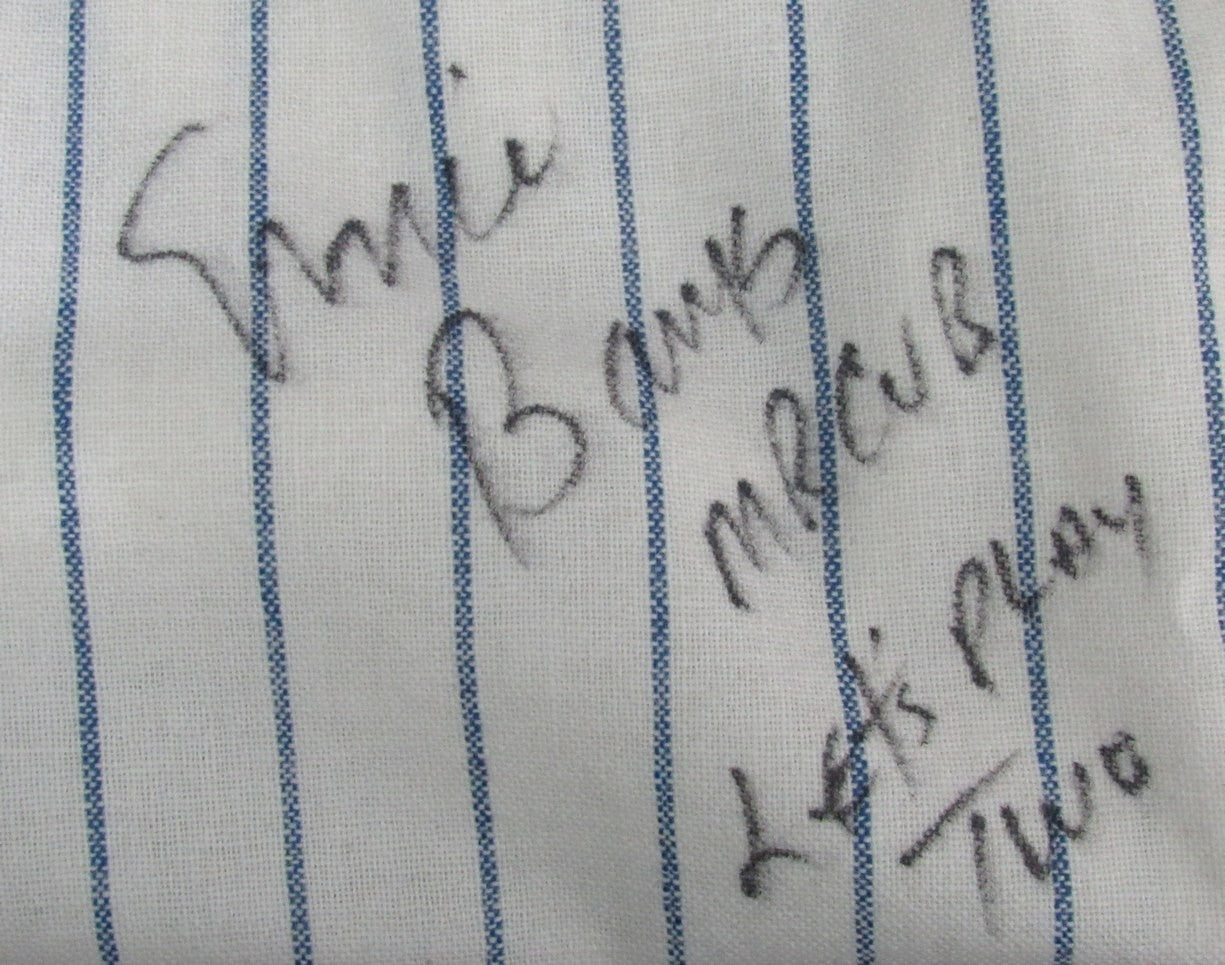 Ernie
Banks
MR CUB
Let's PLAY
TWO